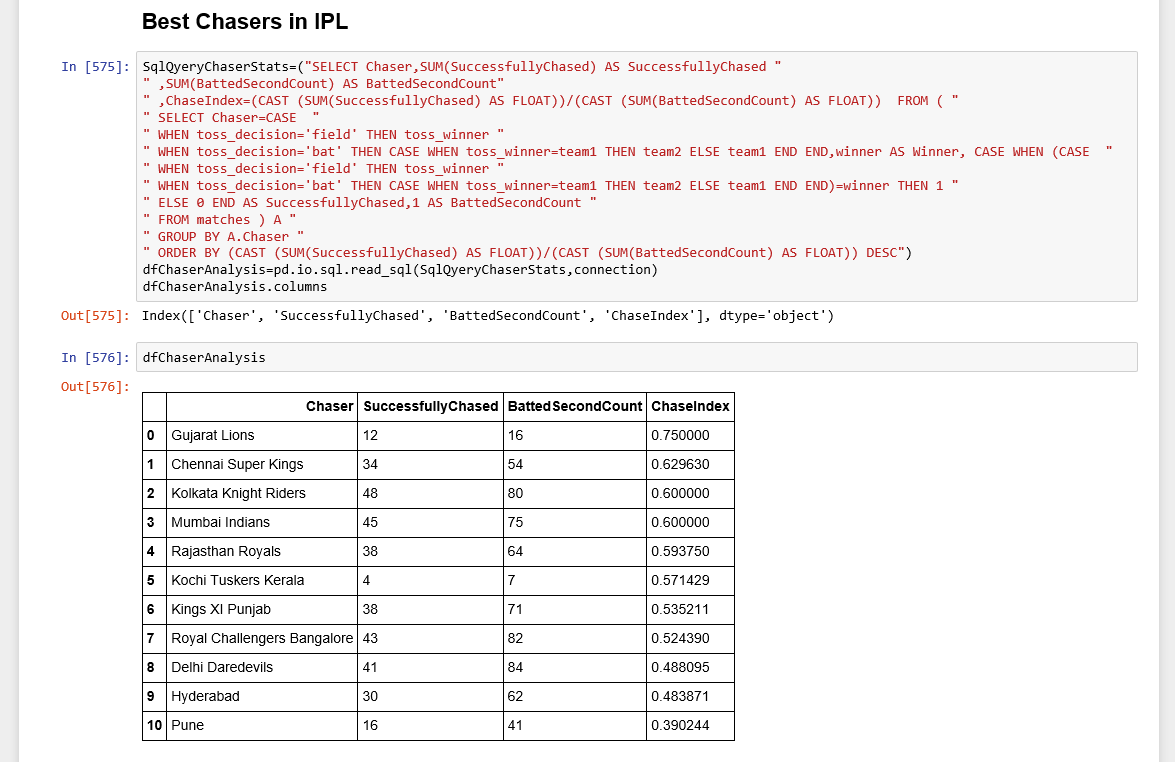 Best Chasers in IPL
In [575]: SqlQyeryChaserStats=("SELECT Chaser,SUM(SuccessfullyChased) AS SuccessfullyChased "
" ,SUM(BattedSecondCount) AS BattedSecondCount"
" ,ChaseIndex=(CAST (SUM(SuccessfullyChased) AS FLOAT))/(CAST (SUM(BattedSecondCount) AS FLOAT))  FROM ( "
" SELECT Chaser=CASE  "
" WHEN toss_decision='field' THEN toss_winner "
" WHEN toss_decision='bat' THEN CASE WHEN toss_winner=team1 THEN team2 ELSE team1 END END,winner AS Winner, CASE WHEN (CASE  "
" WHEN toss_decision='field' THEN toss_winner "
" WHEN toss_decision='bat' THEN CASE WHEN toss_winner=team1 THEN team2 ELSE team1 END END)=winner THEN 1 "
" ELSE 0 END AS SuccessfullyChased,1 AS BattedSecondCount "
" FROM matches ) A "
" GROUP BY A.Chaser "
" ORDER BY (CAST (SUM(SuccessfullyChased) AS FLOAT))/(CAST (SUM(BattedSecondCount) AS FLOAT)) DESC")
dfChaserAnalysis=pd.io.sql.read_sql(SqlQyeryChaserStats,connection)
dfChaserAnalysis.columns
Out[575]: Index(['Chaser', 'SuccessfullyChased', 'BattedSecondCount', 'ChaseIndex'], dtype='object')
In [576]: dfChaserAnalysis
Out[576]:
Chaser SuccessfullyChased BattedSecondCount ChaseIndex
0 Gujarat Lions 12 16 0.750000
1 Chennai Super Kings 34 54 0.629630
2 Kolkata Knight Riders 48 80 0.600000
3 Mumbai Indians 45 75 0.600000
4 Rajasthan Royals 38 64 0.593750
5 Kochi Tuskers Kerala 4 7 0.571429
6 Kings XI Punjab 38 71 0.535211
7 Royal Challengers Bangalore 43 82 0.524390
8 Delhi Daredevils 41 84 0.488095
9 Hyderabad 30 62 0.483871
10 Pune 16 41 0.390244